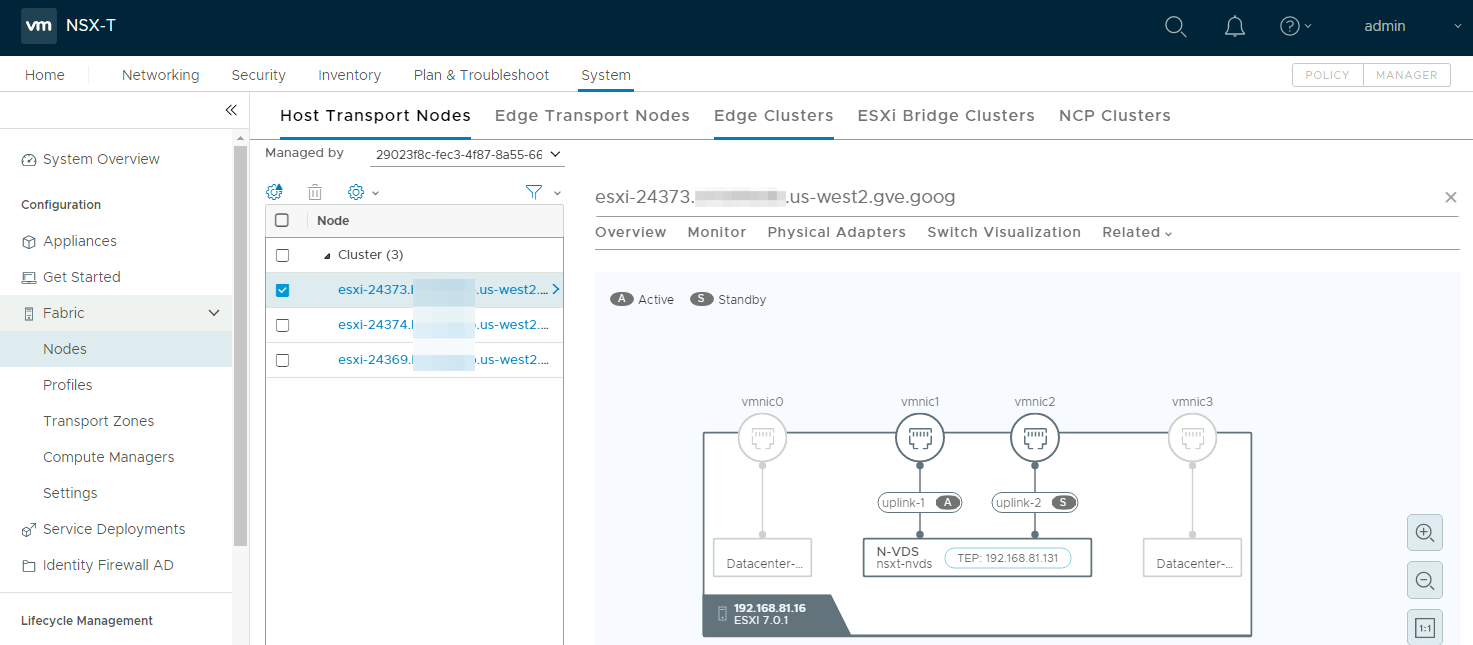 vm NSX-T admin
Home Networking Security Inventory Plan & Troubleshoot System POLICY MANAGER
Host Transport Nodes Edge Transport Nodes Edge Clusters ESXi Bridge Clusters NCP Clusters
Managed by 29023f8c-fec3-4f87-8a55-66
System Overview
Configuration
Appliances
Get Started
Fabric
Nodes
Profiles
Transport Zones
Compute Managers
Settings
Service Deployments
Identity Firewall AD
Lifecycle Management
Node
Cluster (3)
esxi-24373. .us-west2....
esxi-24374. .us-west2....
esxi-24369. .us-west2....
esxi-24373. .us-west2.gve.goog
Overview Monitor Physical Adapters Switch Visualization Related
A Active S Standby
vmnic0 vmnic1 vmnic2 vmnic3
uplink-1 A uplink-2 S
Datacenter-...
N-VDS
nsxt-nvds
TEP: 192.168.81.131
Datacenter-...
192.168.81.16
ESXI 7.0.1
1:1